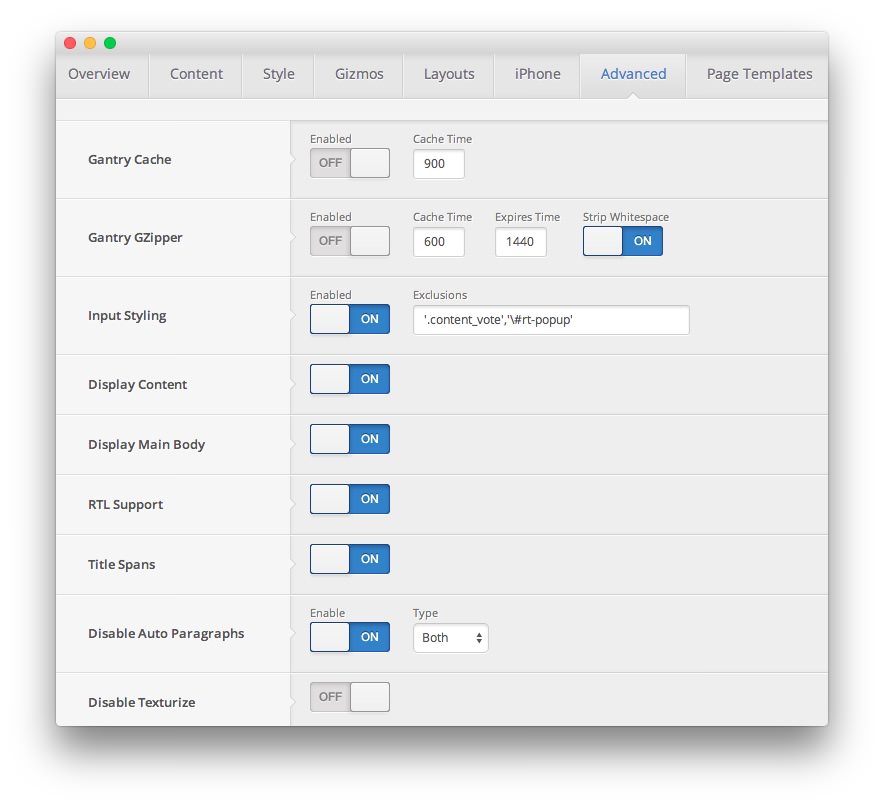 Overview Content Style Gizmos Layouts iPhone Advanced Page Templates
Enabled Cache Time
Gantry Cache OFF 900
Enabled Cache Time Expires Time Strip Whitespace
Gantry GZipper OFF 600 1440 ON
Enabled Exclusions
Input Styling ON '.content_vote','\#rt-popup'
Display Content ON
Display Main Body ON
RTL Support ON
Title Spans ON
Enable Type
Disable Auto Paragraphs ON Both
Disable Texturize OFF